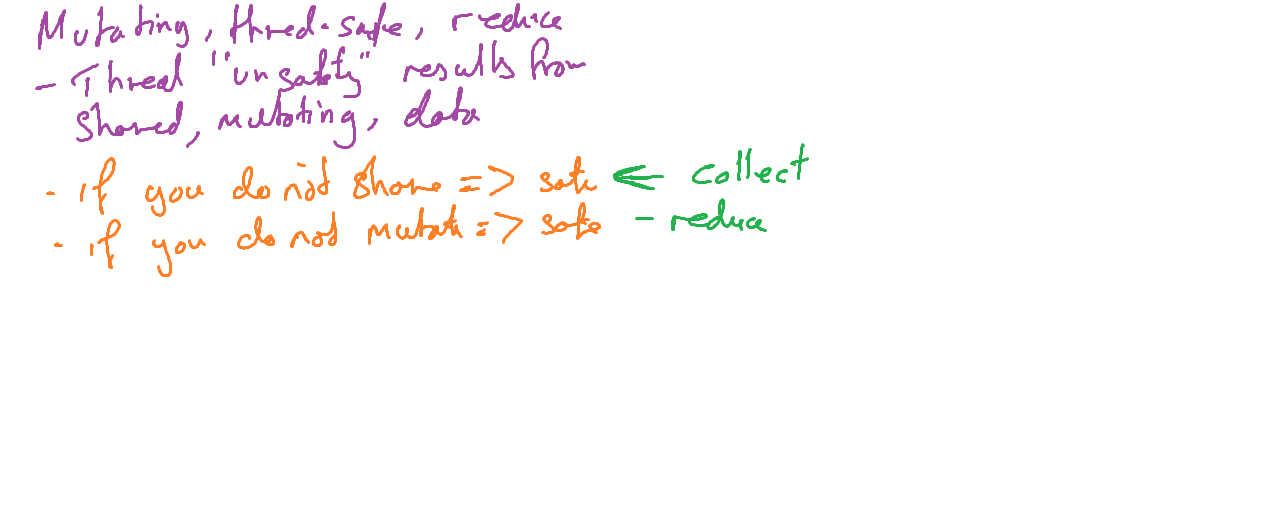 Mutating, thred-safe, reduce
- Thread "unsafety" results from
shared, mutating, data
- if you do not share => safe <= collect
- if you do not mutate => safe - reduce